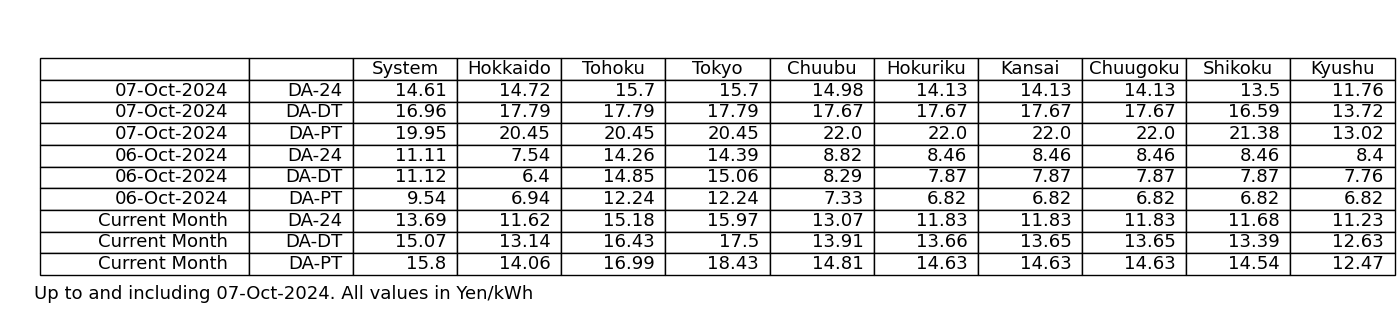 System Hokkaido Tohoku Tokyo Chuubu Hokuriku Kansai Chuugoku Shikoku Kyushu
07-Oct-2024 DA-24 14.61 14.72 15.7 15.7 14.98 14.13 14.13 14.13 13.5 11.76
07-Oct-2024 DA-DT 16.96 17.79 17.79 17.79 17.67 17.67 17.67 17.67 16.59 13.72
07-Oct-2024 DA-PT 19.95 20.45 20.45 20.45 22.0 22.0 22.0 22.0 21.38 13.02
06-Oct-2024 DA-24 11.11 7.54 14.26 14.39 8.82 8.46 8.46 8.46 8.46 8.4
06-Oct-2024 DA-DT 11.12 6.4 14.85 15.06 8.29 7.87 7.87 7.87 7.87 7.76
06-Oct-2024 DA-PT 9.54 6.94 12.24 12.24 7.33 6.82 6.82 6.82 6.82 6.82
Current Month DA-24 13.69 11.62 15.18 15.97 13.07 11.83 11.83 11.83 11.68 11.23
Current Month DA-DT 15.07 13.14 16.43 17.5 13.91 13.66 13.65 13.65 13.39 12.63
Current Month DA-PT 15.8 14.06 16.99 18.43 14.81 14.63 14.63 14.63 14.54 12.47
Up to and including 07-Oct-2024. All values in Yen/kWh